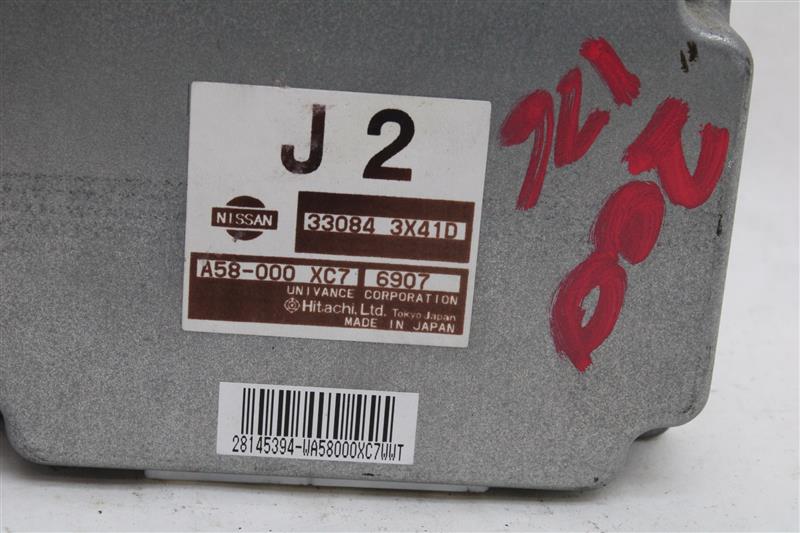 J 2
NISSAN
33084 3X41D
A58-000 XC7 6907
UNIVANCE CORPORATION
Hitachi, Ltd. Tokyo Japan
MADE IN JAPAN
28145394-WA58000XC7WWT